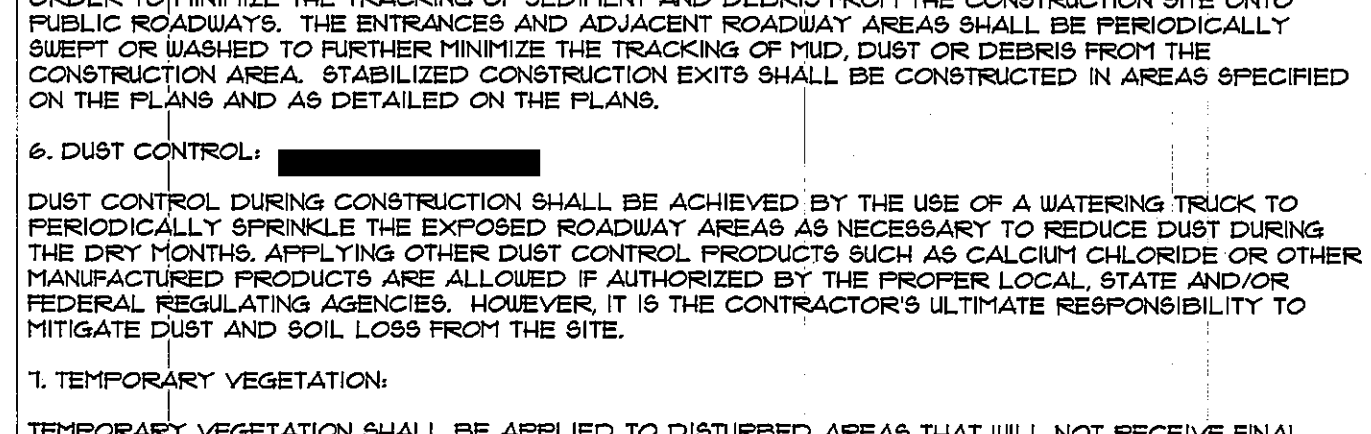 ORDER TO MINIMIZE THE TRACKING OF SEDIMENT AND DEBRIS FROM THE CONSTRUCTION SITE ONTO
PUBLIC ROADWAYS. THE ENTRANCES AND ADJACENT ROADWAY AREAS SHALL BE PERIODICALLY
SWEPT OR WASHED TO FURTHER MINIMIZE THE TRACKING OF MUD, DUST OR DEBRIS FROM THE
CONSTRUCTION AREA. STABILIZED CONSTRUCTION EXITS SHALL BE CONSTRUCTED IN AREAS SPECIFIED
ON THE PLANS AND AS DETAILED ON THE PLANS.
6. DUST CONTROL:
DUST CONTROL DURING CONSTRUCTION SHALL BE ACHIEVED BY THE USE OF A WATERING TRUCK TO
PERIODICALLY SPRINKLE THE EXPOSED ROADWAY AREAS AS NECESSARY TO REDUCE DUST DURING
THE DRY MONTHS. APPLYING OTHER DUST CONTROL PRODUCTS SUCH AS CALCIUM CHLORIDE OR OTHER
MANUFACTURED PRODUCTS ARE ALLOWED IF AUTHORIZED BY THE PROPER LOCAL, STATE AND/OR
FEDERAL REGULATING AGENCIES. HOWEVER, IT IS THE CONTRACTOR'S ULTIMATE RESPONSIBILITY TO
MITIGATE DUST AND SOIL LOSS FROM THE SITE.
7. TEMPORARY VEGETATION:
TEMPORARY VEGETATION SHALL BE APPLIED TO DISTURBED AREAS THAT WILL NOT RECEIVE FINAL